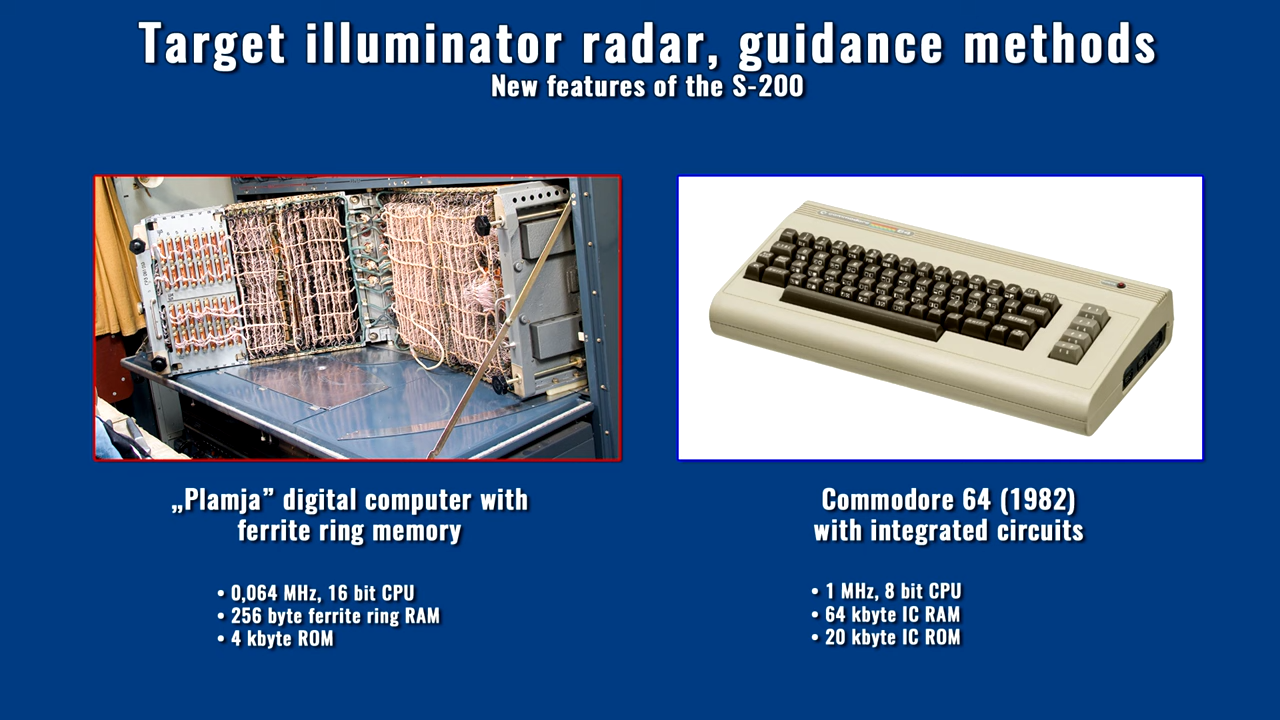 Target illuminator radar, guidance methods
New features of the S-200
„Plamja” digital computer with
ferrite ring memory
• 0,064 MHz, 16 bit CPU
• 256 byte ferrite ring RAM
• 4 kbyte ROM
Commodore 64 (1982)
with integrated circuits
• 1 MHz, 8 bit CPU
• 64 kbyte IC RAM
• 20 kbyte IC ROM